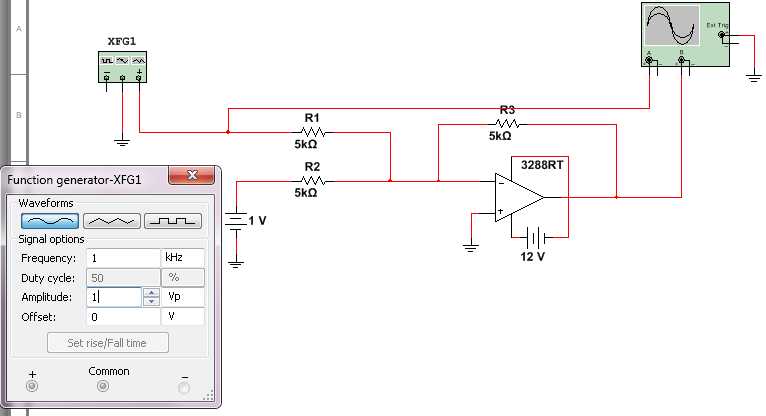 A
XFG1
Ext Trig
A
B
B
R1
5kΩ
R3
5kΩ
R2
5kΩ
3288RT
1 V
12 V
Function generator-XFG1
Waveforms
Signal options
Frequency: 1 kHz
Duty cycle: 50 %
Amplitude: 1 Vp
Offset: 0 V
Set rise/Fall time
+ Common −